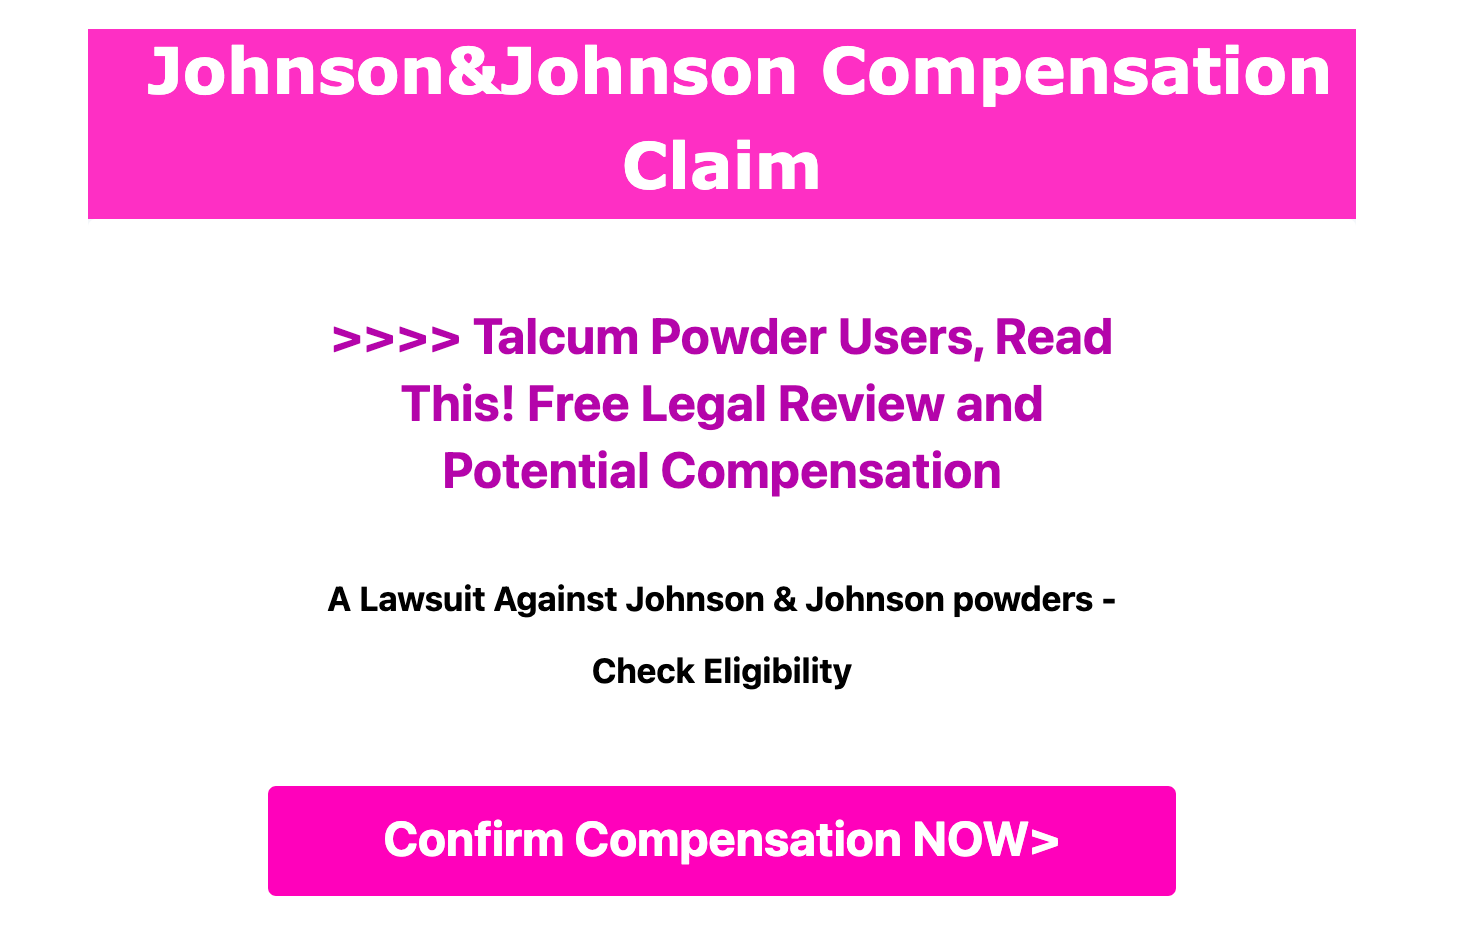 Johnson&Johnson Compensation
Claim
>>>> Talcum Powder Users, Read
This! Free Legal Review and
Potential Compensation
A Lawsuit Against Johnson & Johnson powders -
Check Eligibility
Confirm Compensation NOW>